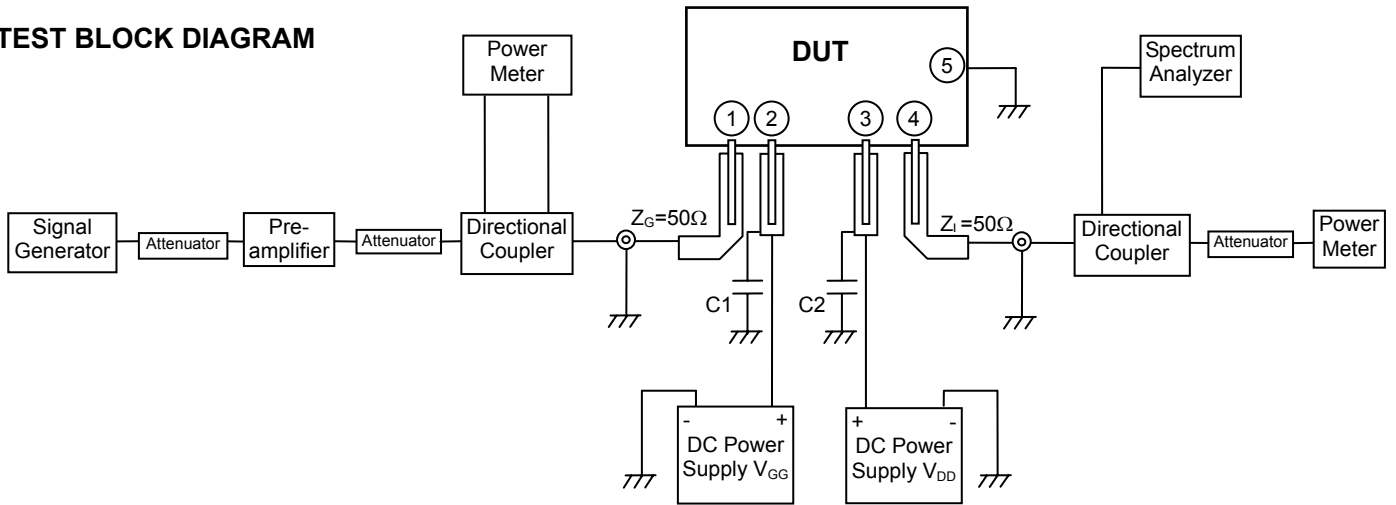 TEST BLOCK DIAGRAM
Power
Meter
DUT
5
Spectrum
Analyzer
1
2
3
4
Signal
Generator
Attenuator
Pre-
amplifier
Attenuator
Directional
Coupler
ZG=50Ω
Zl=50Ω
Directional
Coupler
Attenuator
Power
Meter
C1
C2
- +
DC Power
Supply VGG
+ -
DC Power
Supply VDD